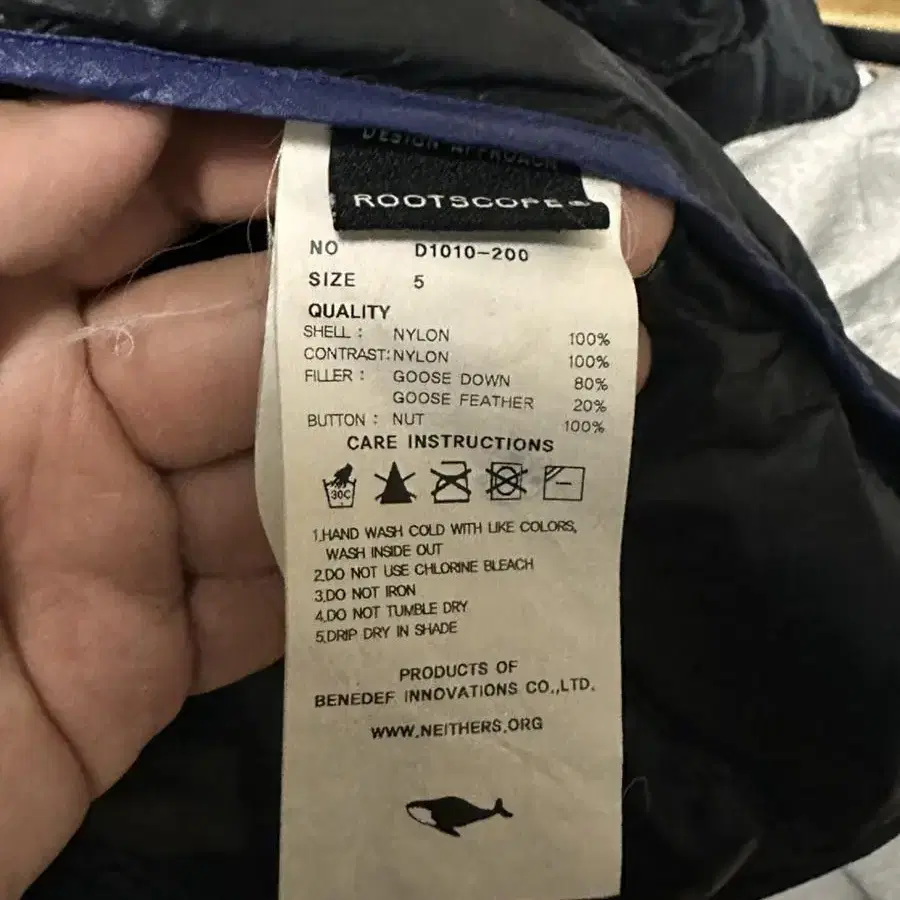 DESIGN APPROACH
ROOTSCOPE
NO D1010-200
SIZE 5
QUALITY
SHELL : NYLON 100%
CONTRAST: NYLON 100%
FILLER : GOOSE DOWN 80%
GOOSE FEATHER 20%
BUTTON : NUT 100%
CARE INSTRUCTIONS
30C
1.HAND WASH COLD WITH LIKE COLORS,
WASH INSIDE OUT
2.DO NOT USE CHLORINE BLEACH
3.DO NOT IRON
4.DO NOT TUMBLE DRY
5.DRIP DRY IN SHADE
PRODUCTS OF
BENEDEF INNOVATIONS CO.,LTD.
WWW.NEITHERS.ORG